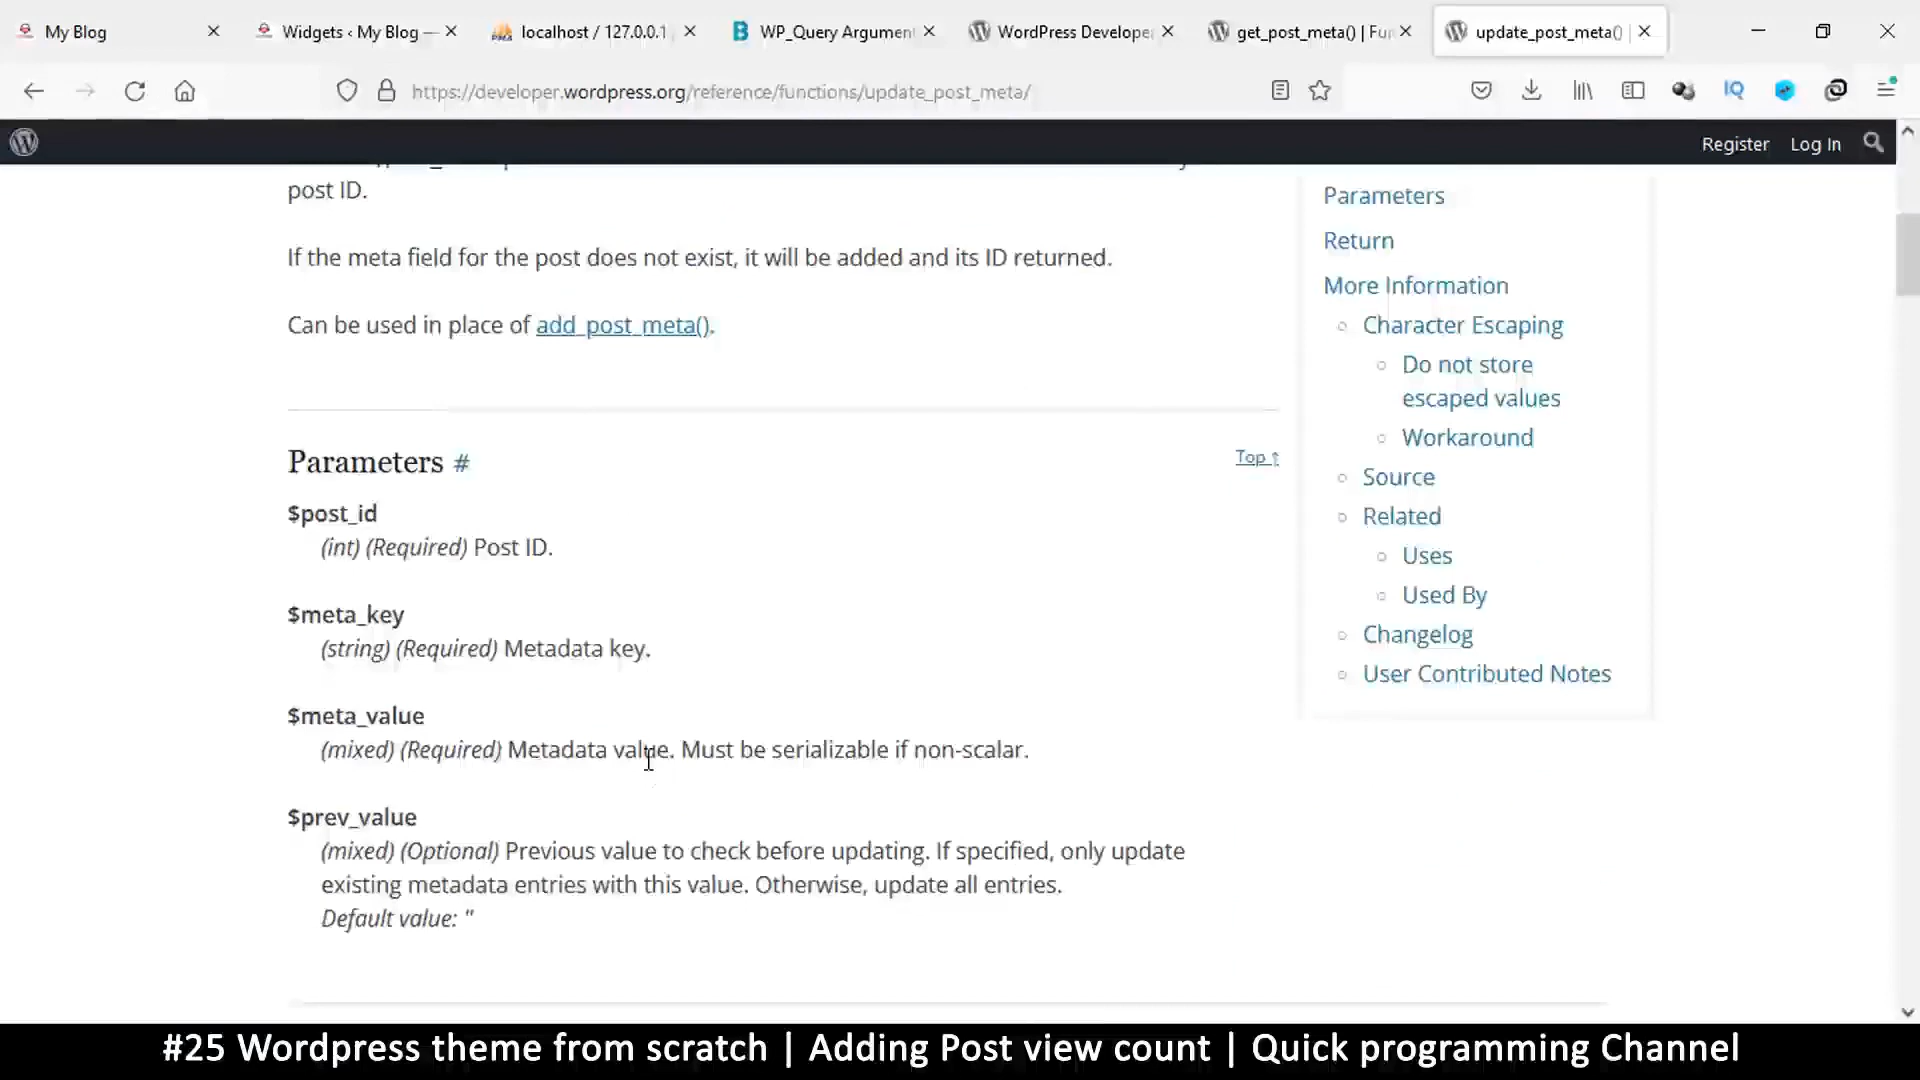 My Blog
Widgets ‹ My Blog —
localhost / 127.0.0.1
WP_Query Argument
WordPress Develope
get_post_meta() | Fun
update_post_meta() |
https://developer.wordpress.org/reference/functions/update_post_meta/
Register
Log In
post ID.
If the meta field for the post does not exist, it will be added and its ID returned.
Can be used in place of add_post_meta().
Parameters #
Top ↑
$post_id
(int) (Required) Post ID.
$meta_key
(string) (Required) Metadata key.
$meta_value
(mixed) (Required) Metadata value. Must be serializable if non-scalar.
$prev_value
(mixed) (Optional) Previous value to check before updating. If specified, only update
existing metadata entries with this value. Otherwise, update all entries.
Default value: ''
Parameters
Return
More Information
Character Escaping
Do not store
escaped values
Workaround
Source
Related
Uses
Used By
Changelog
User Contributed Notes
#25 Wordpress theme from scratch | Adding Post view count | Quick programming Channel